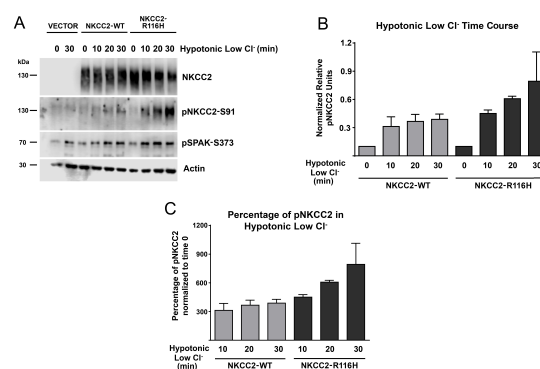 A
VECTOR NKCC2-WT NKCC2-
R116H
0 30 0 10 20 30 0 10 20 30 Hypotonic Low Cl- (min)
kDa
130 NKCC2
130 pNKCC2-S91
70 pSPAK-S373
30 Actin
B
Hypotonic Low Cl- Time Course
Normalized Relative
pNKCC2 Units
1.2
0.9
0.6
0.3
Hypotonic
Low Cl-
(min)
0 10 20 30 0 10 20 30
NKCC2-WT NKCC2-R116H
C
Percentage of pNKCC2 in
Hypotonic Low Cl-
Percentage of pNKCC2
normalized to time 0
1200
900
600
300
Hypotonic
Low Cl-
(min)
10 20 30 10 20 30
NKCC2-WT NKCC2-R116H